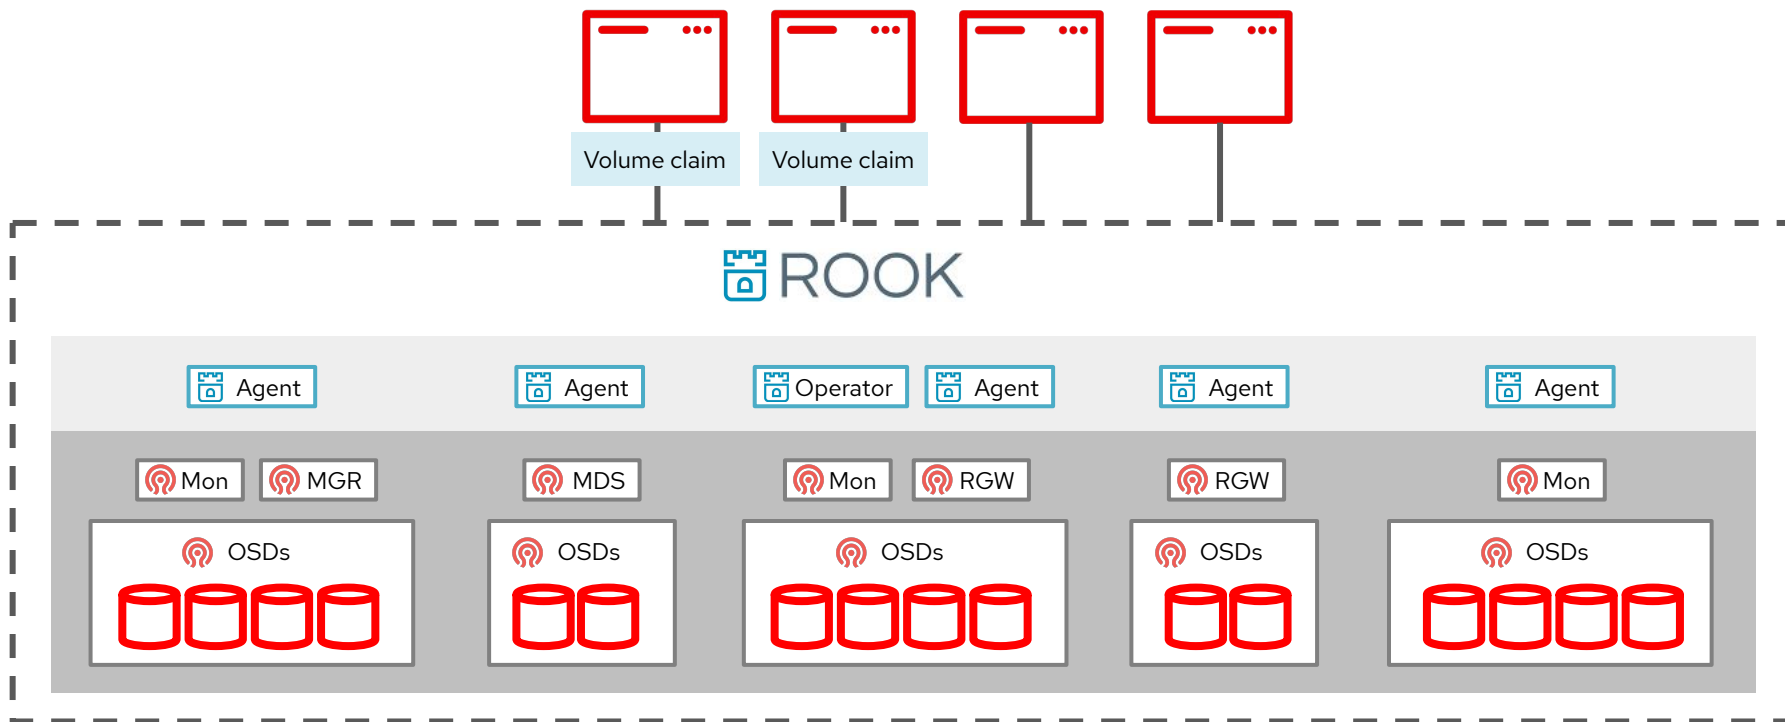 Volume claim Volume claim
ROOK
Agent Agent Operator Agent Agent Agent
Mon MGR MDS Mon RGW RGW Mon
OSDs OSDs OSDs OSDs OSDs